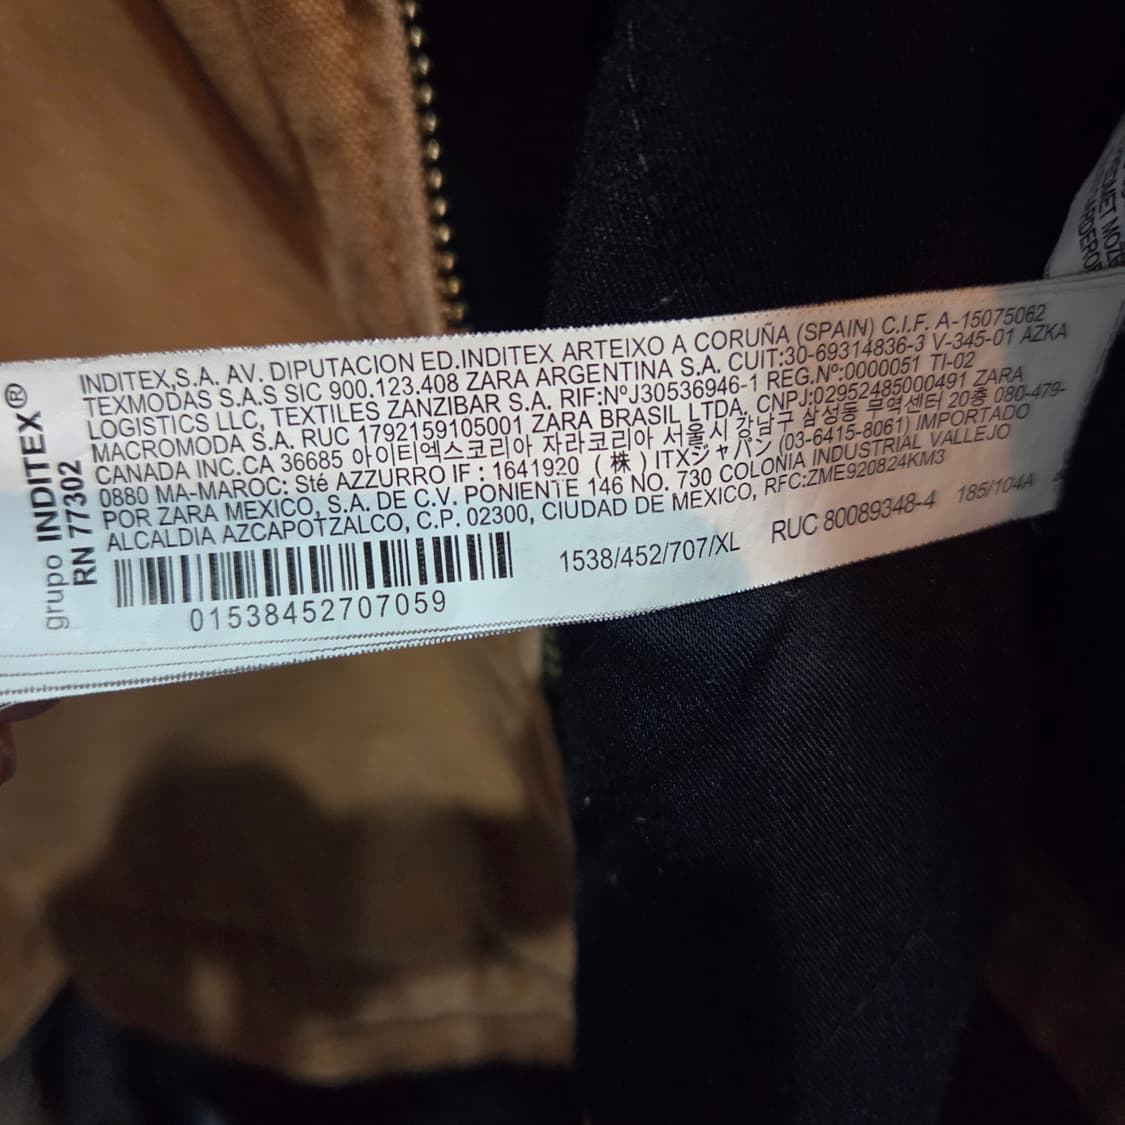 grupo INDITEX®
RN 77302
INDITEX,S.A. AV. DIPUTACION ED.INDITEX ARTEIXO A CORUÑA (SPAIN) C.I.F. A-15075062
TEXMODAS S.A.S SIC 900.123.408 ZARA ARGENTINA S.A. CUIT:30-69314836-3 V-345-01 AZKA
LOGISTICS LLC, TEXTILES ZANZIBAR S.A. RIF:NºJ30536946-1 REG.Nº:0000051 TI-02
MACROMODA S.A. RUC 1792159105001 ZARA BRASIL LTDA, CNPJ:02952485000491 ZARA
CANADA INC.CA 36685 아이티엑스코리아 자라코리아 서울시 강남구 삼성동 무역센터 20층 080-479-
0880 MA-MAROC: Sté AZZURRO IF : 1641920 (株) ITXジャパン (03-6415-8061) IMPORTADO
POR ZARA MEXICO, S.A. DE C.V. PONIENTE 146 NO. 730 COLONIA INDUSTRIAL VALLEJO
ALCALDIA AZCAPOTZALCO, C.P. 02300, CIUDAD DE MEXICO, RFC:ZME920824KM3
01538452707059
1538/452/707/XL
RUC 80089348-4
185/104A